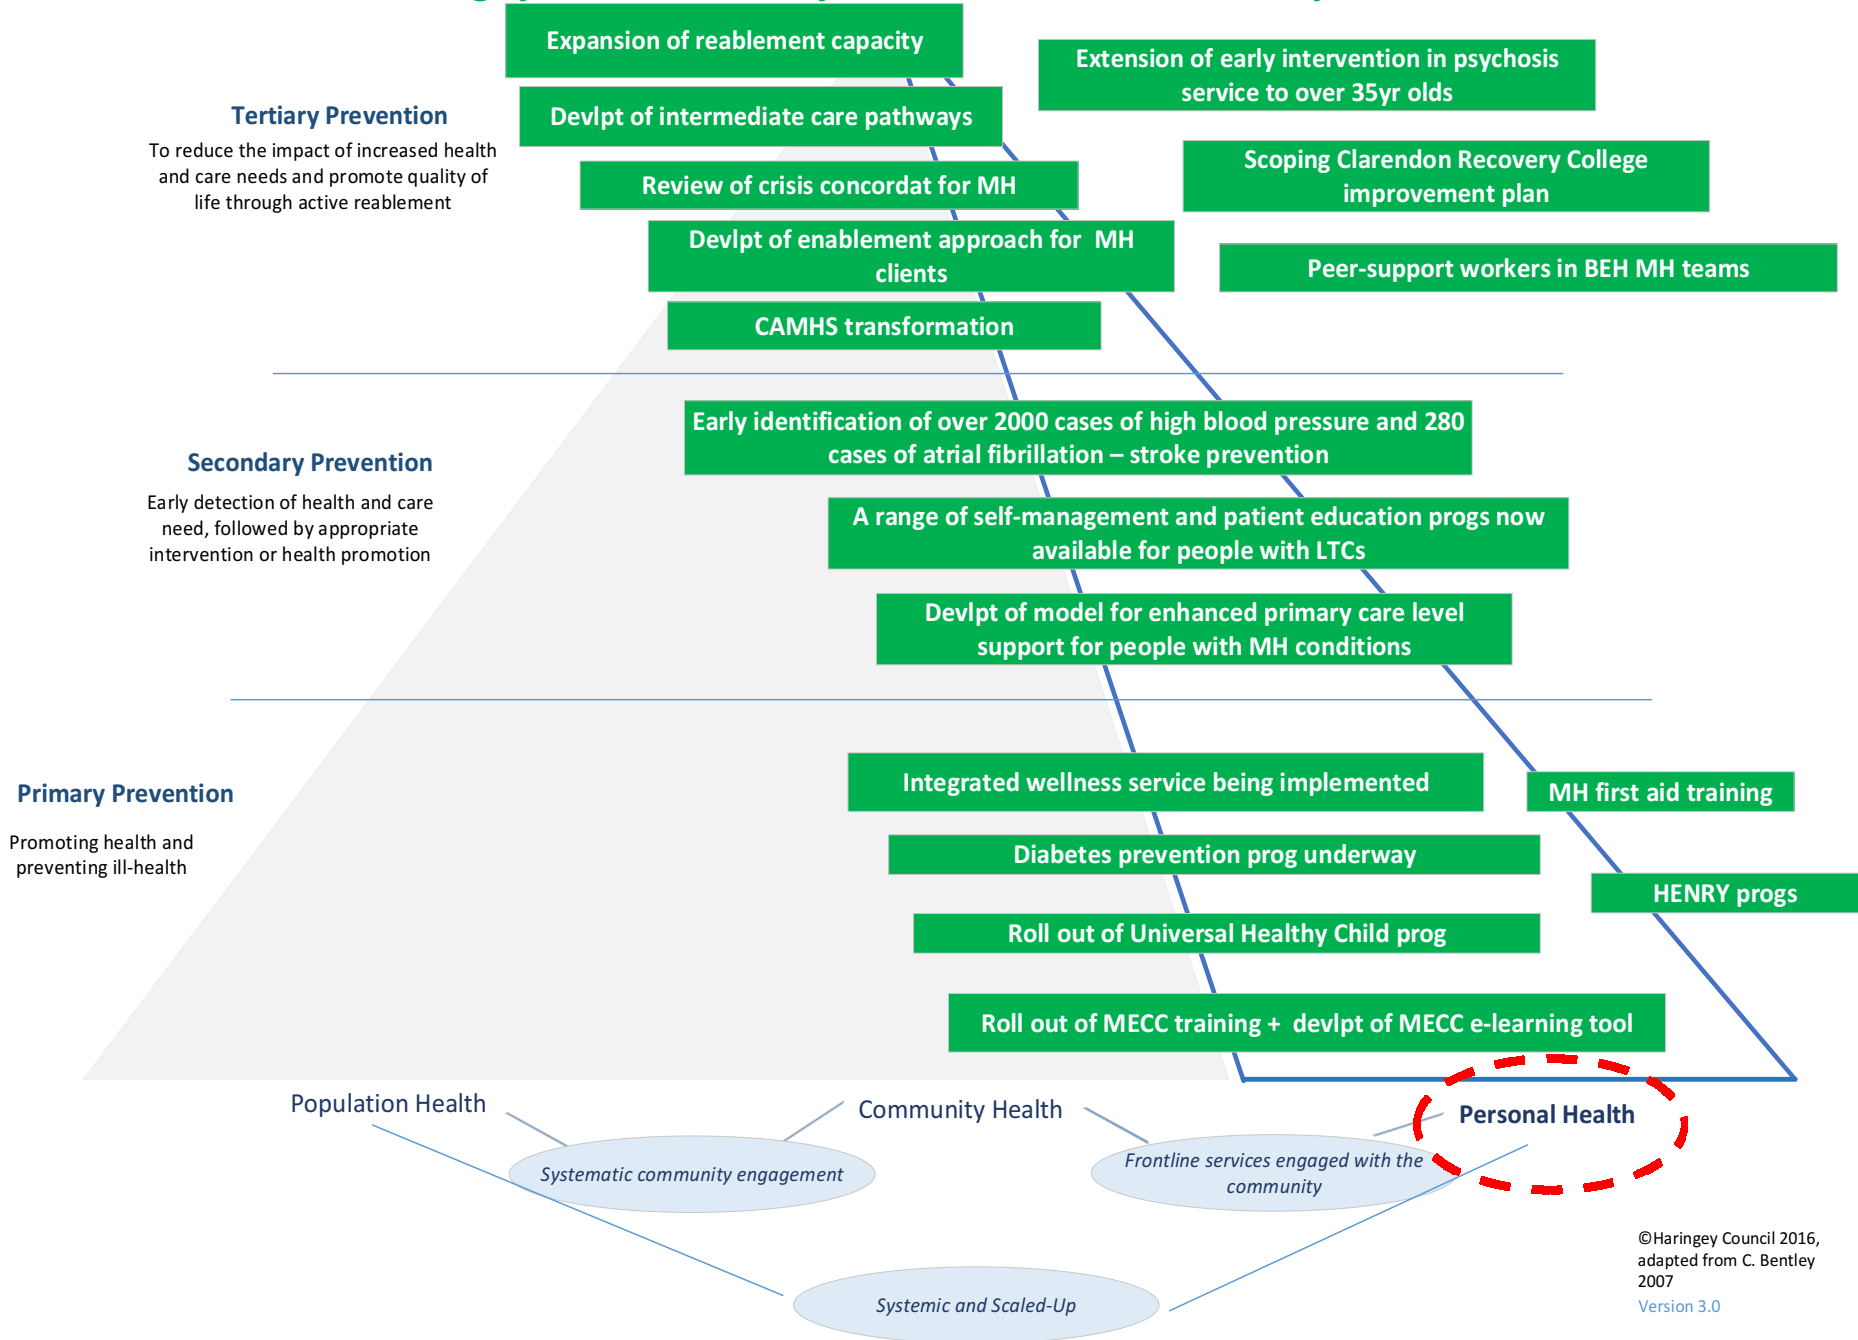 Expansion of reablement capacity
Extension of early intervention in psychosis
service to over 35yr olds
Tertiary Prevention
To reduce the impact of increased health
and care needs and promote quality of
life through active reablement
Devlpt of intermediate care pathways
Scoping Clarendon Recovery College
improvement plan
Review of crisis concordat for MH
Devlpt of enablement approach for MH
clients
Peer-support workers in BEH MH teams
CAMHS transformation
Secondary Prevention
Early detection of health and care
need, followed by appropriate
intervention or health promotion
Early identification of over 2000 cases of high blood pressure and 280
cases of atrial fibrillation – stroke prevention
A range of self-management and patient education progs now
available for people with LTCs
Devlpt of model for enhanced primary care level
support for people with MH conditions
Primary Prevention
Promoting health and
preventing ill-health
Integrated wellness service being implemented
MH first aid training
Diabetes prevention prog underway
HENRY progs
Roll out of Universal Healthy Child prog
Roll out of MECC training + devlpt of MECC e-learning tool
Population Health
Community Health
Personal Health
Systematic community engagement
Frontline services engaged with the
community
Systemic and Scaled-Up
©Haringey Council 2016,
adapted from C. Bentley
2007
Version 3.0